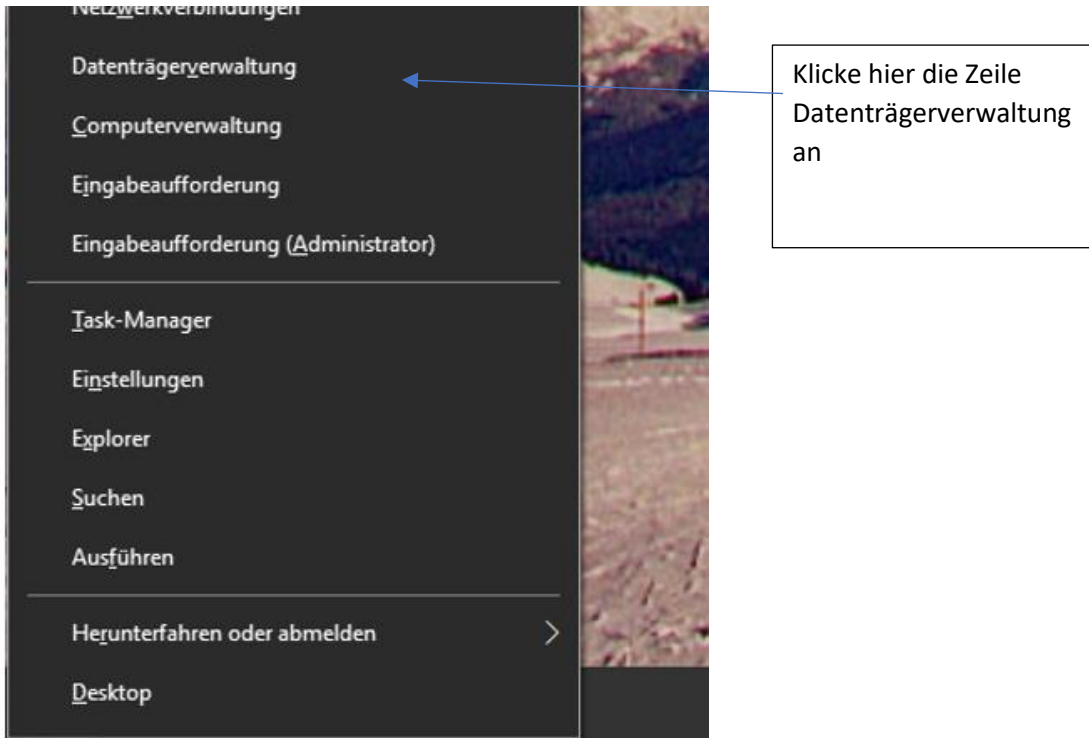 Netzwerkverbindungen
Datenträgerverwaltung
Computerverwaltung
Eingabeaufforderung
Eingabeaufforderung (Administrator)
Task-Manager
Einstellungen
Explorer
Suchen
Ausführen
Herunterfahren oder abmelden
Desktop
Klicke hier die Zeile
Datenträgerverwaltung
an